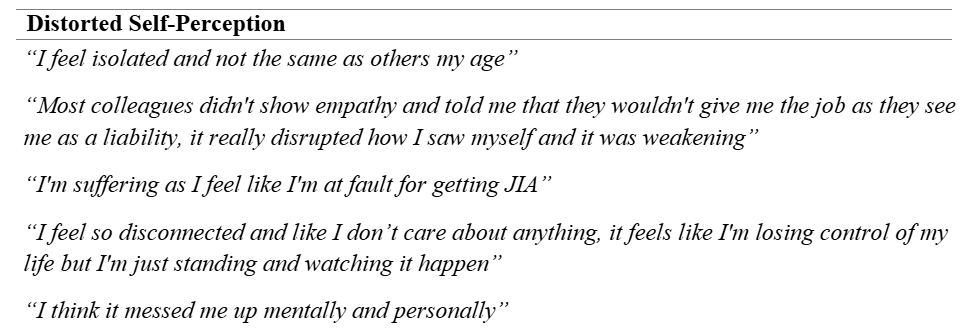 Distorted Self-Perception
“I feel isolated and not the same as others my age”
“Most colleagues didn't show empathy and told me that they wouldn't give me the job as they see
me as a liability, it really disrupted how I saw myself and it was weakening”
“I'm suffering as I feel like I'm at fault for getting JIA”
“I feel so disconnected and like I don’t care about anything, it feels like I'm losing control of my
life but I'm just standing and watching it happen”
“I think it messed me up mentally and personally”